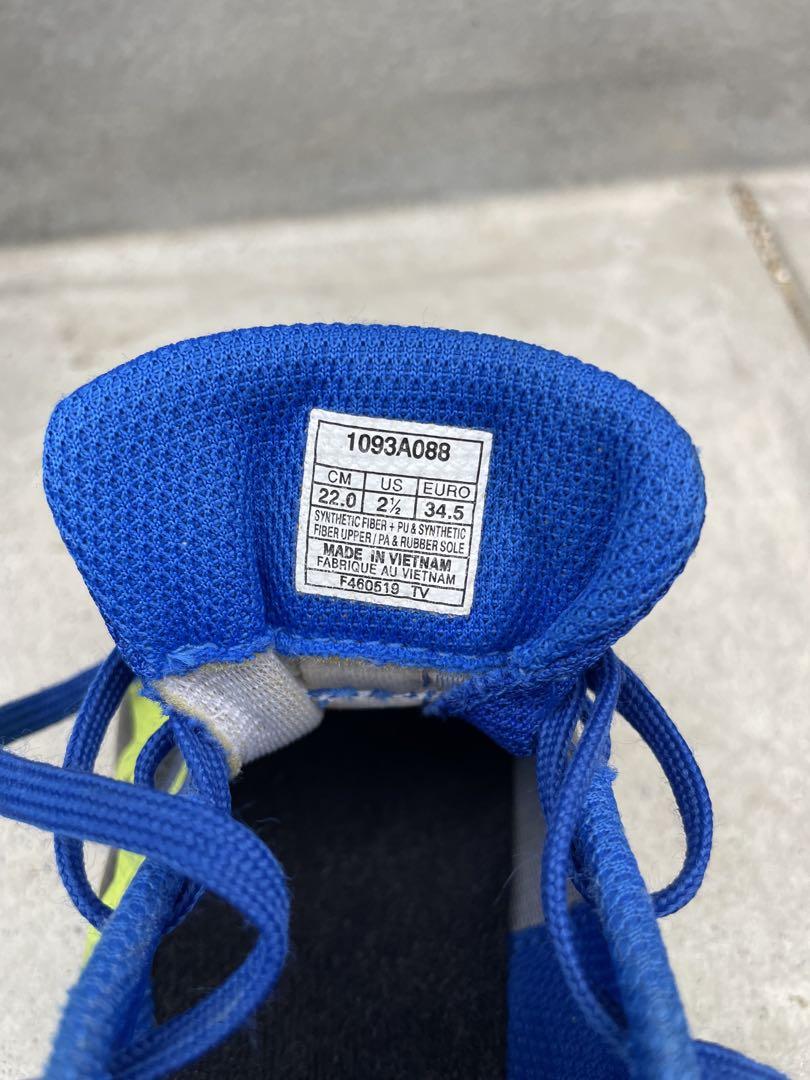 1093A088
CM US EURO
22.0 2½ 34.5
SYNTHETIC FIBER + PU & SYNTHETIC
FIBER UPPER / PA & RUBBER SOLE
MADE IN VIETNAM
FABRIQUE AU VIETNAM
F460519 TV